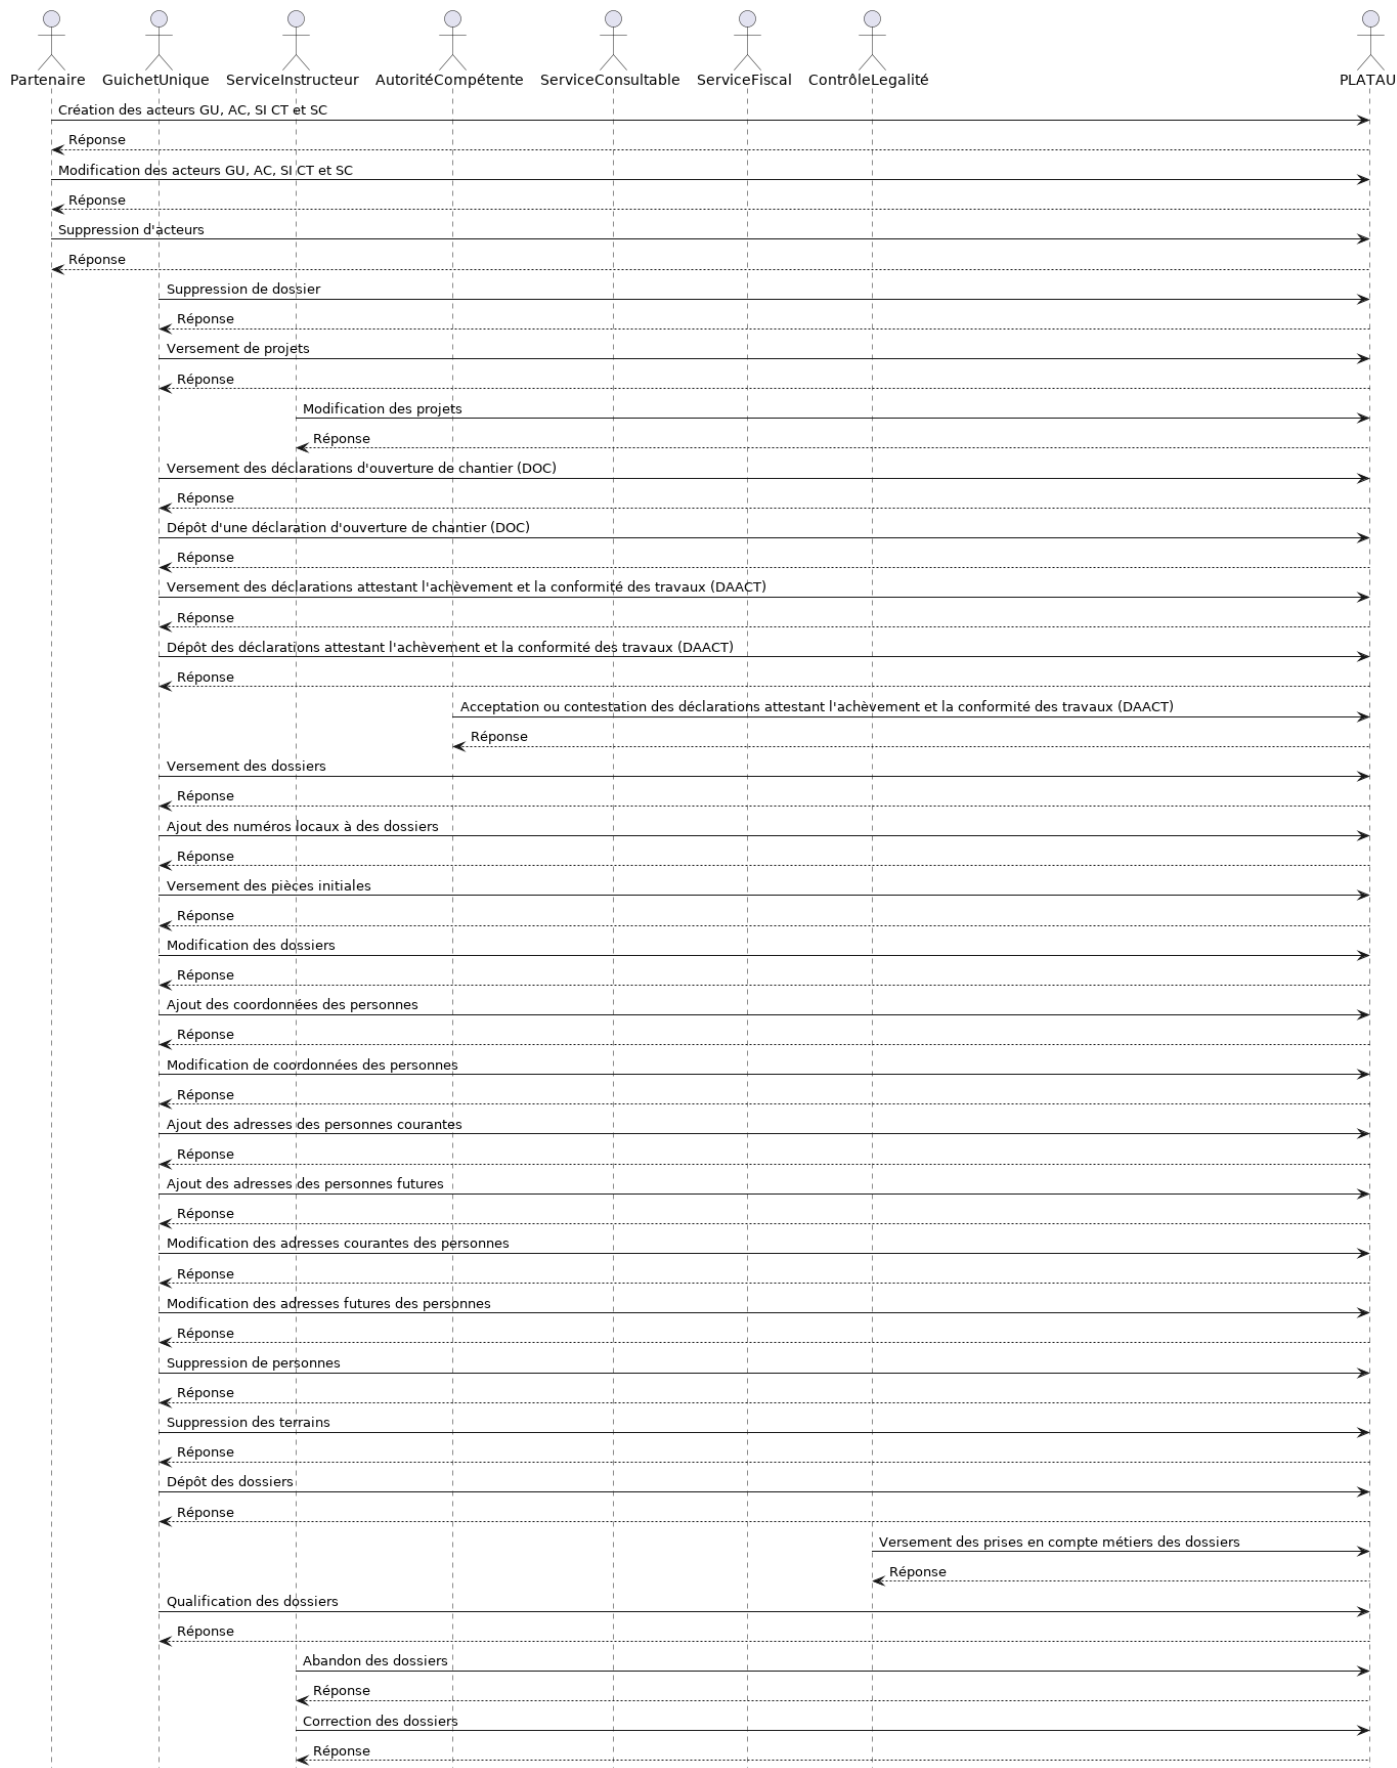 Partenaire GuichetUnique ServiceInstructeur AutoritéCompétente ServiceConsultable ServiceFiscal ContrôleLegalité PLATAU
Création des acteurs GU, AC, SI CT et SC
Réponse
Modification des acteurs GU, AC, SI CT et SC
Réponse
Suppression d'acteurs
Réponse
Suppression de dossier
Réponse
Versement de projets
Réponse
Modification des projets
Réponse
Versement des déclarations d'ouverture de chantier (DOC)
Réponse
Dépôt d'une déclaration d'ouverture de chantier (DOC)
Réponse
Versement des déclarations attestant l'achèvement et la conformité des travaux (DAACT)
Réponse
Dépôt des déclarations attestant l'achèvement et la conformité des travaux (DAACT)
Réponse
Acceptation ou contestation des déclarations attestant l'achèvement et la conformité des travaux (DAACT)
Réponse
Versement des dossiers
Réponse
Ajout des numéros locaux à des dossiers
Réponse
Versement des pièces initiales
Réponse
Modification des dossiers
Réponse
Ajout des coordonnées des personnes
Réponse
Modification de coordonnées des personnes
Réponse
Ajout des adresses des personnes courantes
Réponse
Ajout des adresses des personnes futures
Réponse
Modification des adresses courantes des personnes
Réponse
Modification des adresses futures des personnes
Réponse
Suppression de personnes
Réponse
Suppression des terrains
Réponse
Dépôt des dossiers
Réponse
Versement des prises en compte métiers des dossiers
Réponse
Qualification des dossiers
Réponse
Abandon des dossiers
Réponse
Correction des dossiers
Réponse